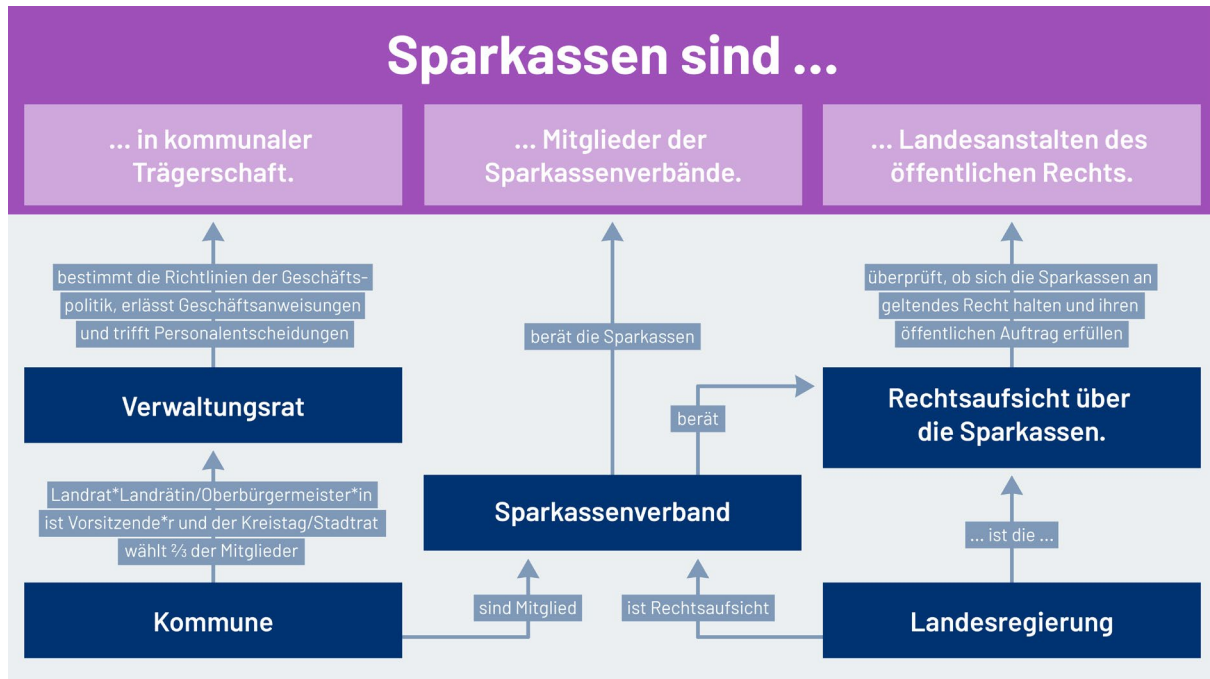 Sparkassen sind ...
... in kommunaler
Trägerschaft.
... Mitglieder der
Sparkassenverbände.
... Landesanstalten des
öffentlichen Rechts.
bestimmt die Richtlinien der Geschäfts-
politik, erlässt Geschäftsanweisungen
und trifft Personalentscheidungen
berät die Sparkassen
überprüft, ob sich die Sparkassen an
geltendes Recht halten und ihren
öffentlichen Auftrag erfüllen
Verwaltungsrat
berät
Rechtsaufsicht über
die Sparkassen.
Landrat*Landrätin/Oberbürgermeister*in
ist Vorsitzende*r und der Kreistag/Stadtrat
wählt ⅔ der Mitglieder
Sparkassenverband
... ist die ...
Kommune
sind Mitglied
ist Rechtsaufsicht
Landesregierung